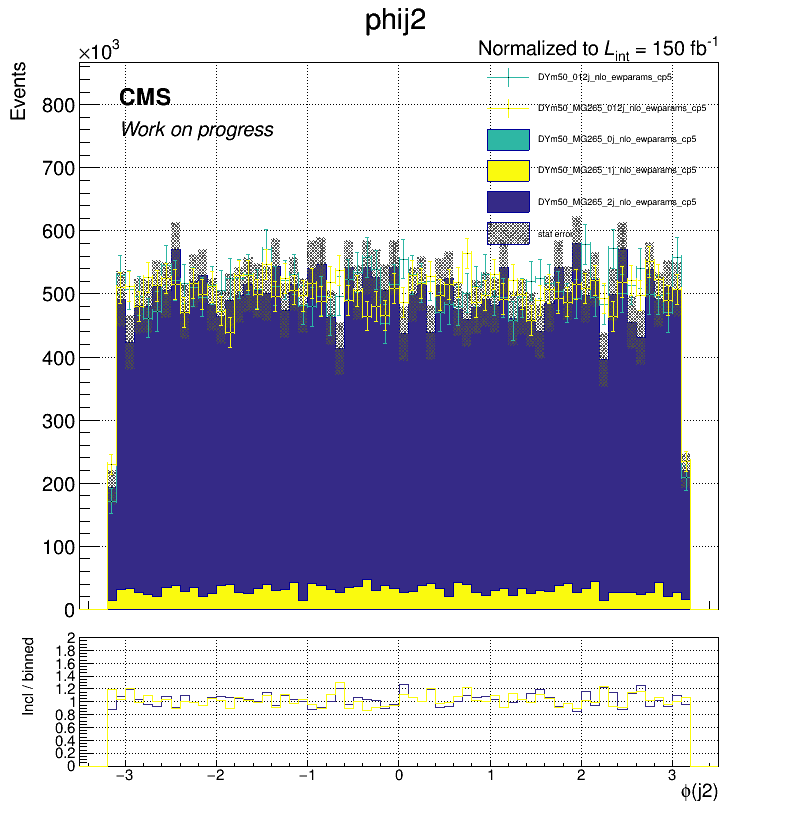 phij2
×10³
Normalized to L_int = 150 fb⁻¹
Events
CMS
Work on progress
DYm50_012j_nlo_ewparams_cp5
DYm50_MG265_012j_nlo_ewparams_cp5
DYm50_MG265_0j_nlo_ewparams_cp5
DYm50_MG265_1j_nlo_ewparams_cp5
DYm50_MG265_2j_nlo_ewparams_cp5
stat error
800
700
600
500
400
300
200
100
0
Incl / binned
2
1.8
1.6
1.4
1.2
1
0.8
0.6
0.4
0.2
0
−3 −2 −1 0 1 2 3
ϕ(j2)